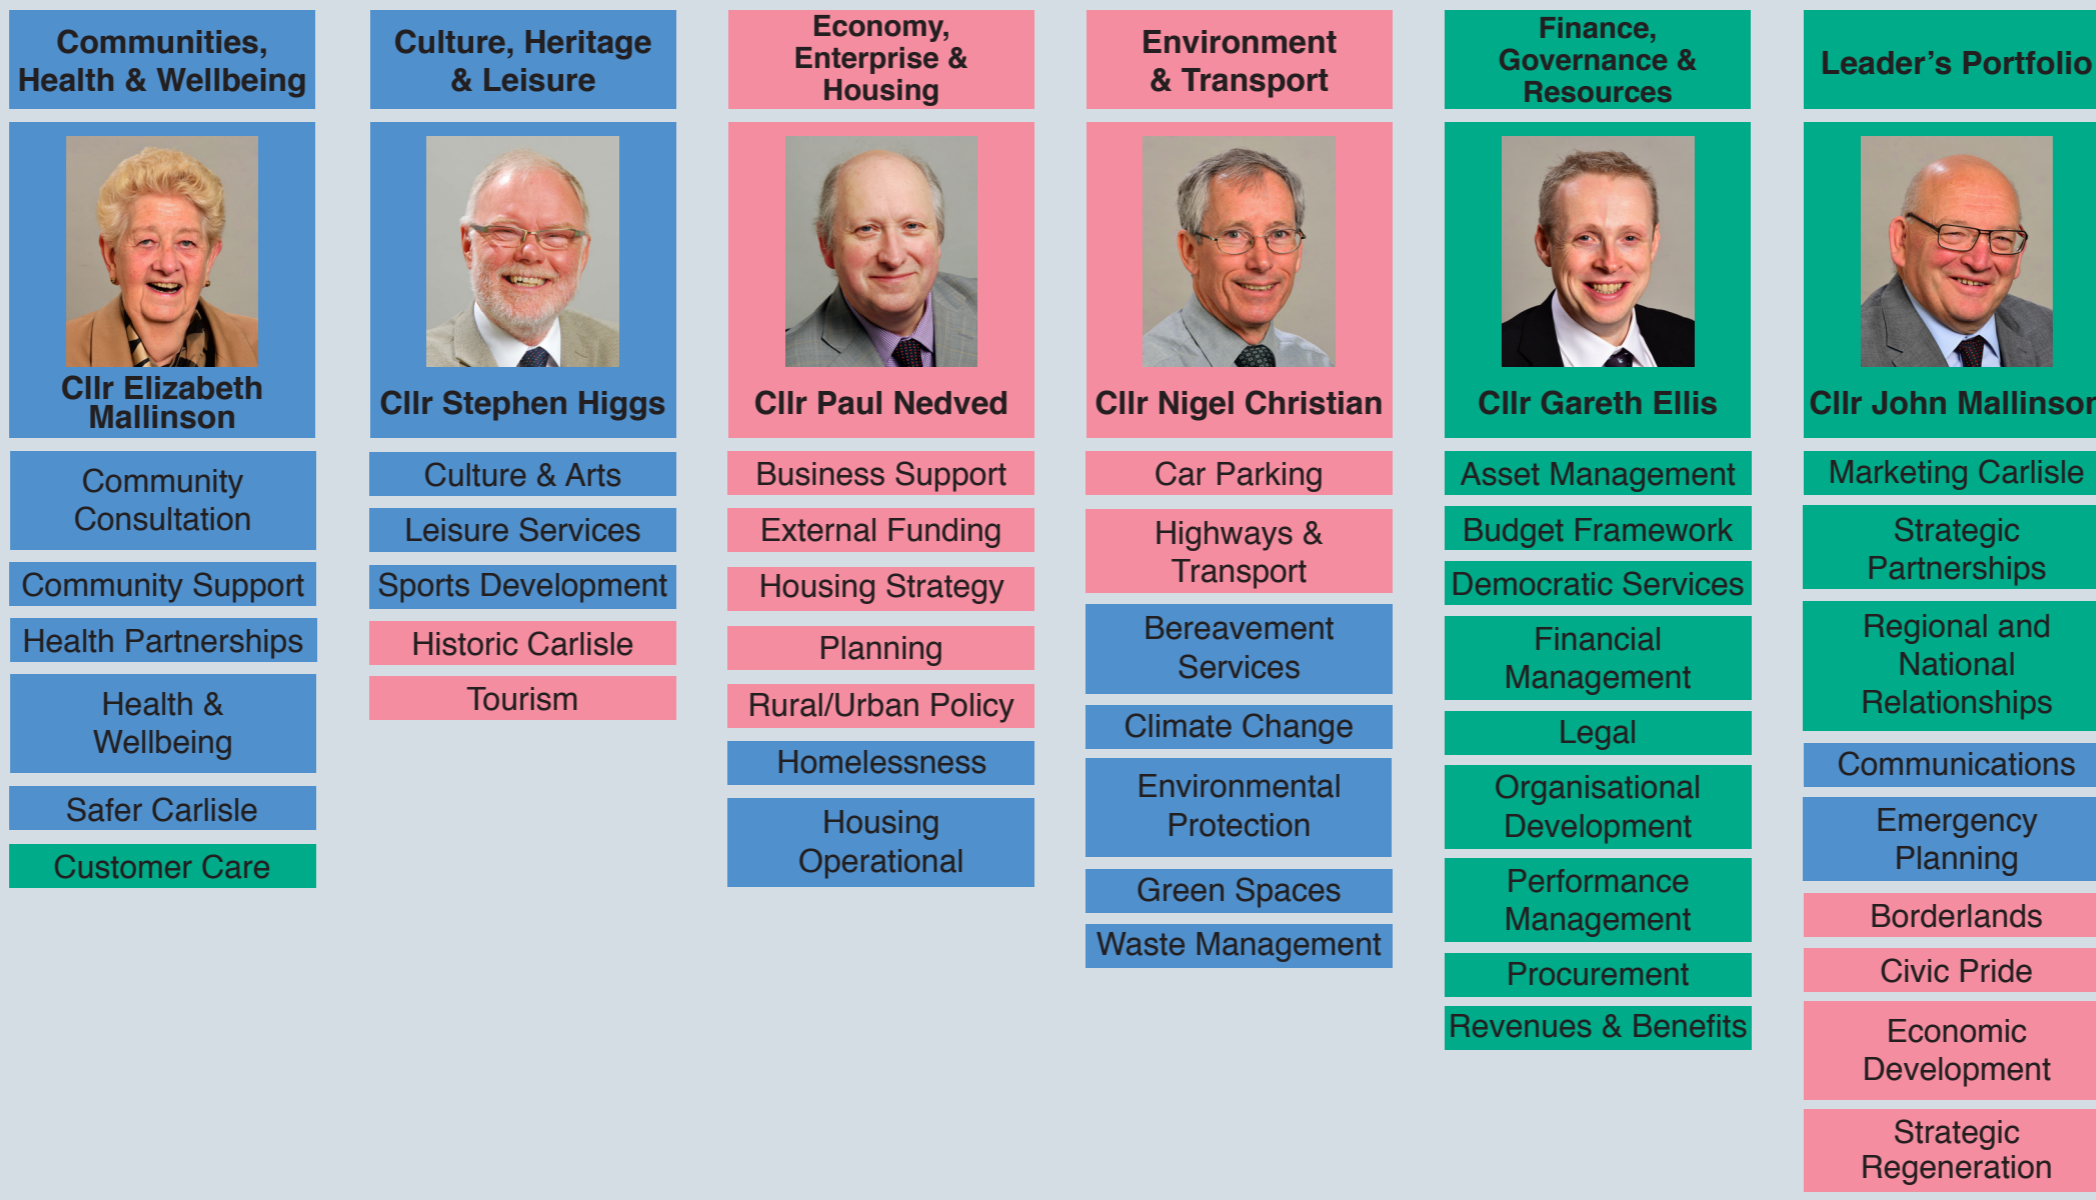 Communities,
Health & Wellbeing
Cllr Elizabeth
Mallinson
Community
Consultation
Community Support
Health Partnerships
Health &
Wellbeing
Safer Carlisle
Customer Care
Culture, Heritage
& Leisure
Cllr Stephen Higgs
Culture & Arts
Leisure Services
Sports Development
Historic Carlisle
Tourism
Economy,
Enterprise &
Housing
Cllr Paul Nedved
Business Support
External Funding
Housing Strategy
Planning
Rural/Urban Policy
Homelessness
Housing
Operational
Environment
& Transport
Cllr Nigel Christian
Car Parking
Highways &
Transport
Bereavement
Services
Climate Change
Environmental
Protection
Green Spaces
Waste Management
Finance,
Governance &
Resources
Cllr Gareth Ellis
Asset Management
Budget Framework
Democratic Services
Financial
Management
Legal
Organisational
Development
Performance
Management
Procurement
Revenues & Benefits
Leader’s Portfolio
Cllr John Mallinson
Marketing Carlisle
Strategic
Partnerships
Regional and
National
Relationships
Communications
Emergency
Planning
Borderlands
Civic Pride
Economic
Development
Strategic
Regeneration